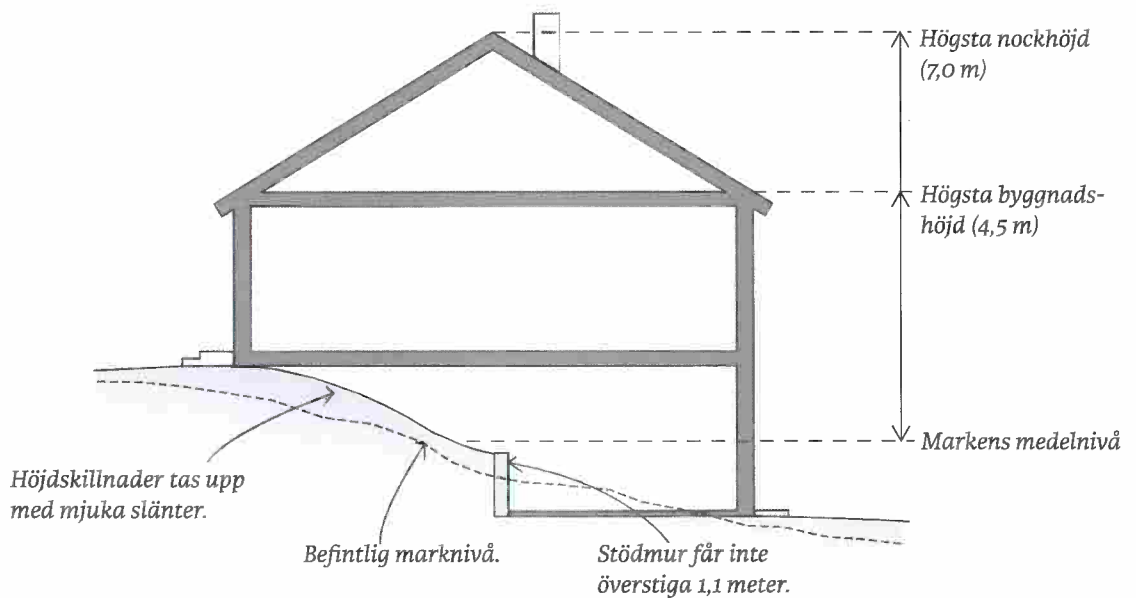 Högsta nockhöjd
(7,0 m)
Högsta byggnads-
höjd (4,5 m)
Markens medelnivå
Höjdskillnader tas upp
med mjuka slänter.
Befintlig marknivå.
Stödmur får inte
överstiga 1,1 meter.